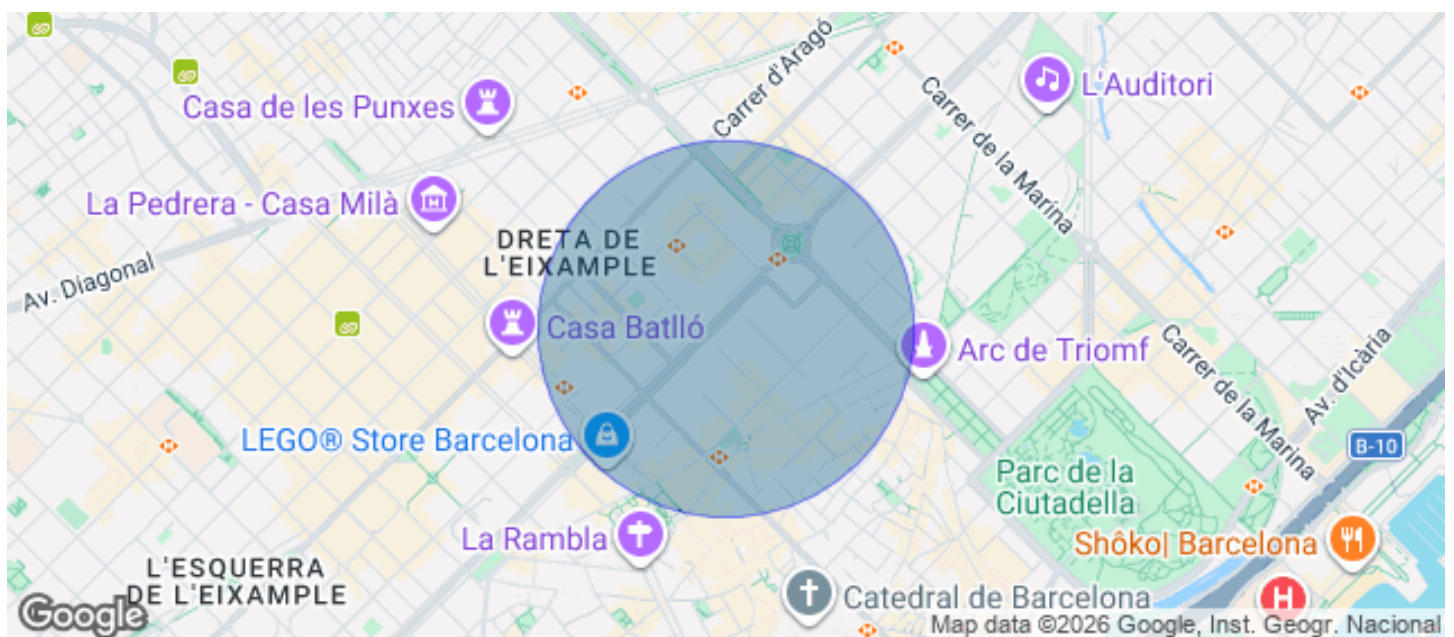 Carrer d'Aragó
L'Auditori
Casa de les Punxes
Carrer de la Marina
La Pedrera - Casa Milà
DRETA DE
L'EIXAMPLE
Av. Diagonal
Casa Batlló
Arc de Triomf
Carrer de la Marina
Av. d'Icària
LEGO® Store Barcelona
B-10
Parc de la
Ciutadella
La Rambla
Shôko| Barcelona
L'ESQUERRA
DE L'EIXAMPLE
Catedral de Barcelona
H
Google
Map data ©2026 Google, Inst. Geogr. Nacional